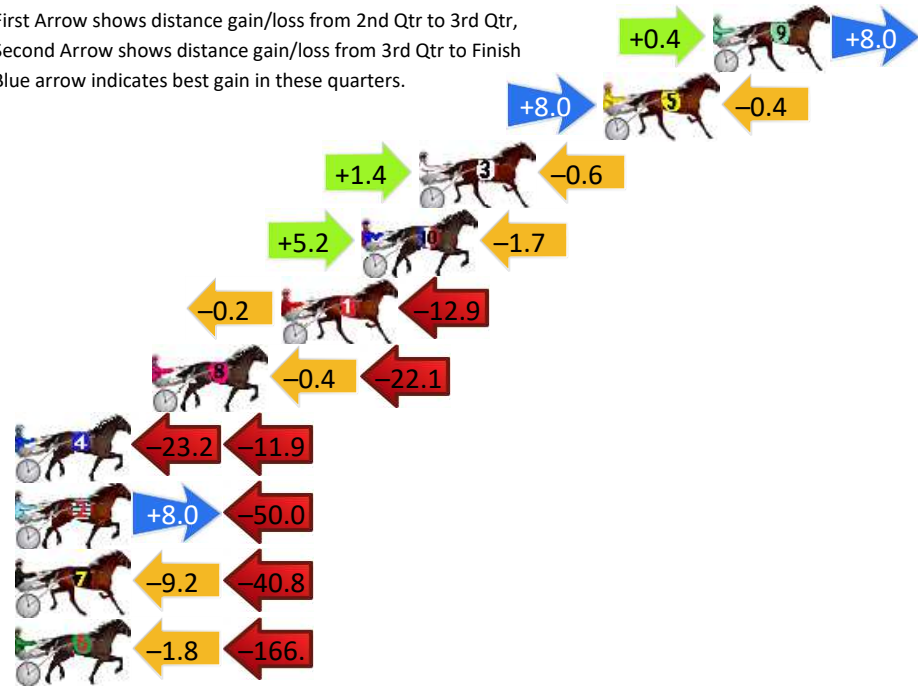 First Arrow shows distance gain/loss from 2nd Qtr to 3rd Qtr,
Second Arrow shows distance gain/loss from 3rd Qtr to Finish
Blue arrow indicates best gain in these quarters.
+0.4 9 +8.0
+8.0 5 –0.4
+1.4 3 –0.6
+5.2 10 –1.7
–0.2 1 –12.9
8 –0.4 –22.1
4 –23.2 –11.9
2 +8.0 –50.0
7 –9.2 –40.8
6 –1.8 –166.